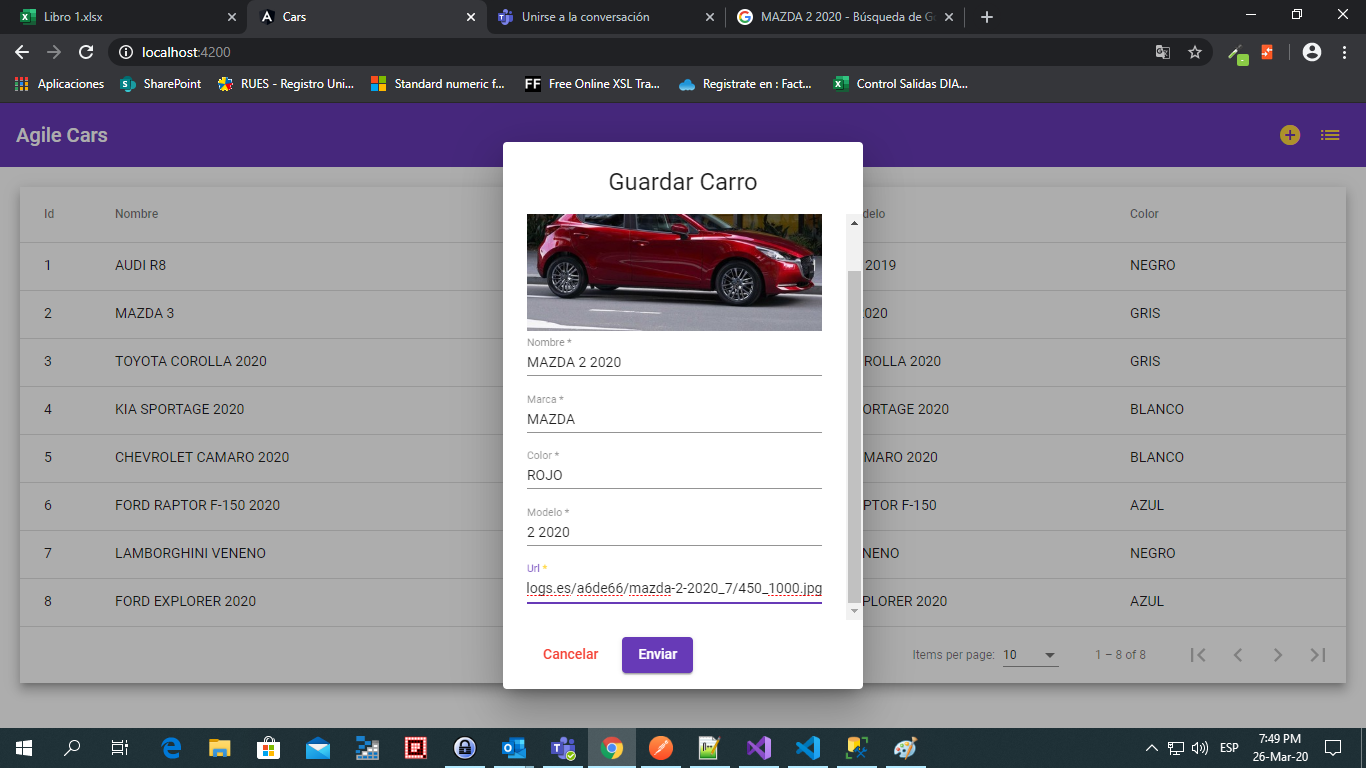 Libro 1.xlsx
Cars
Unirse a la conversación
MAZDA 2 2020 - Búsqueda de G
localhost:4200
Aplicaciones
SharePoint
RUES - Registro Uni...
Standard numeric f...
FF Free Online XSL Tra...
Registrate en : Fact...
Control Salidas DIA...
Agile Cars
Guardar Carro
Id Nombre delo Color
1 AUDI R8 2019 NEGRO
2 MAZDA 3 2020 GRIS
3 TOYOTA COROLLA 2020 ROLLA 2020 GRIS
4 KIA SPORTAGE 2020 ORTAGE 2020 BLANCO
5 CHEVROLET CAMARO 2020 MARO 2020 BLANCO
6 FORD RAPTOR F-150 2020 PTOR F-150 AZUL
7 LAMBORGHINI VENENO NENO NEGRO
8 FORD EXPLORER 2020 PLORER 2020 AZUL
Nombre *
MAZDA 2 2020
Marca *
MAZDA
Color *
ROJO
Modelo *
2 2020
Url *
logs.es/a6de66/mazda-2-2020_7/450_1000.jpg
Cancelar
Enviar
Items per page: 10
1 – 8 of 8
ESP
7:49 PM
26-Mar-20